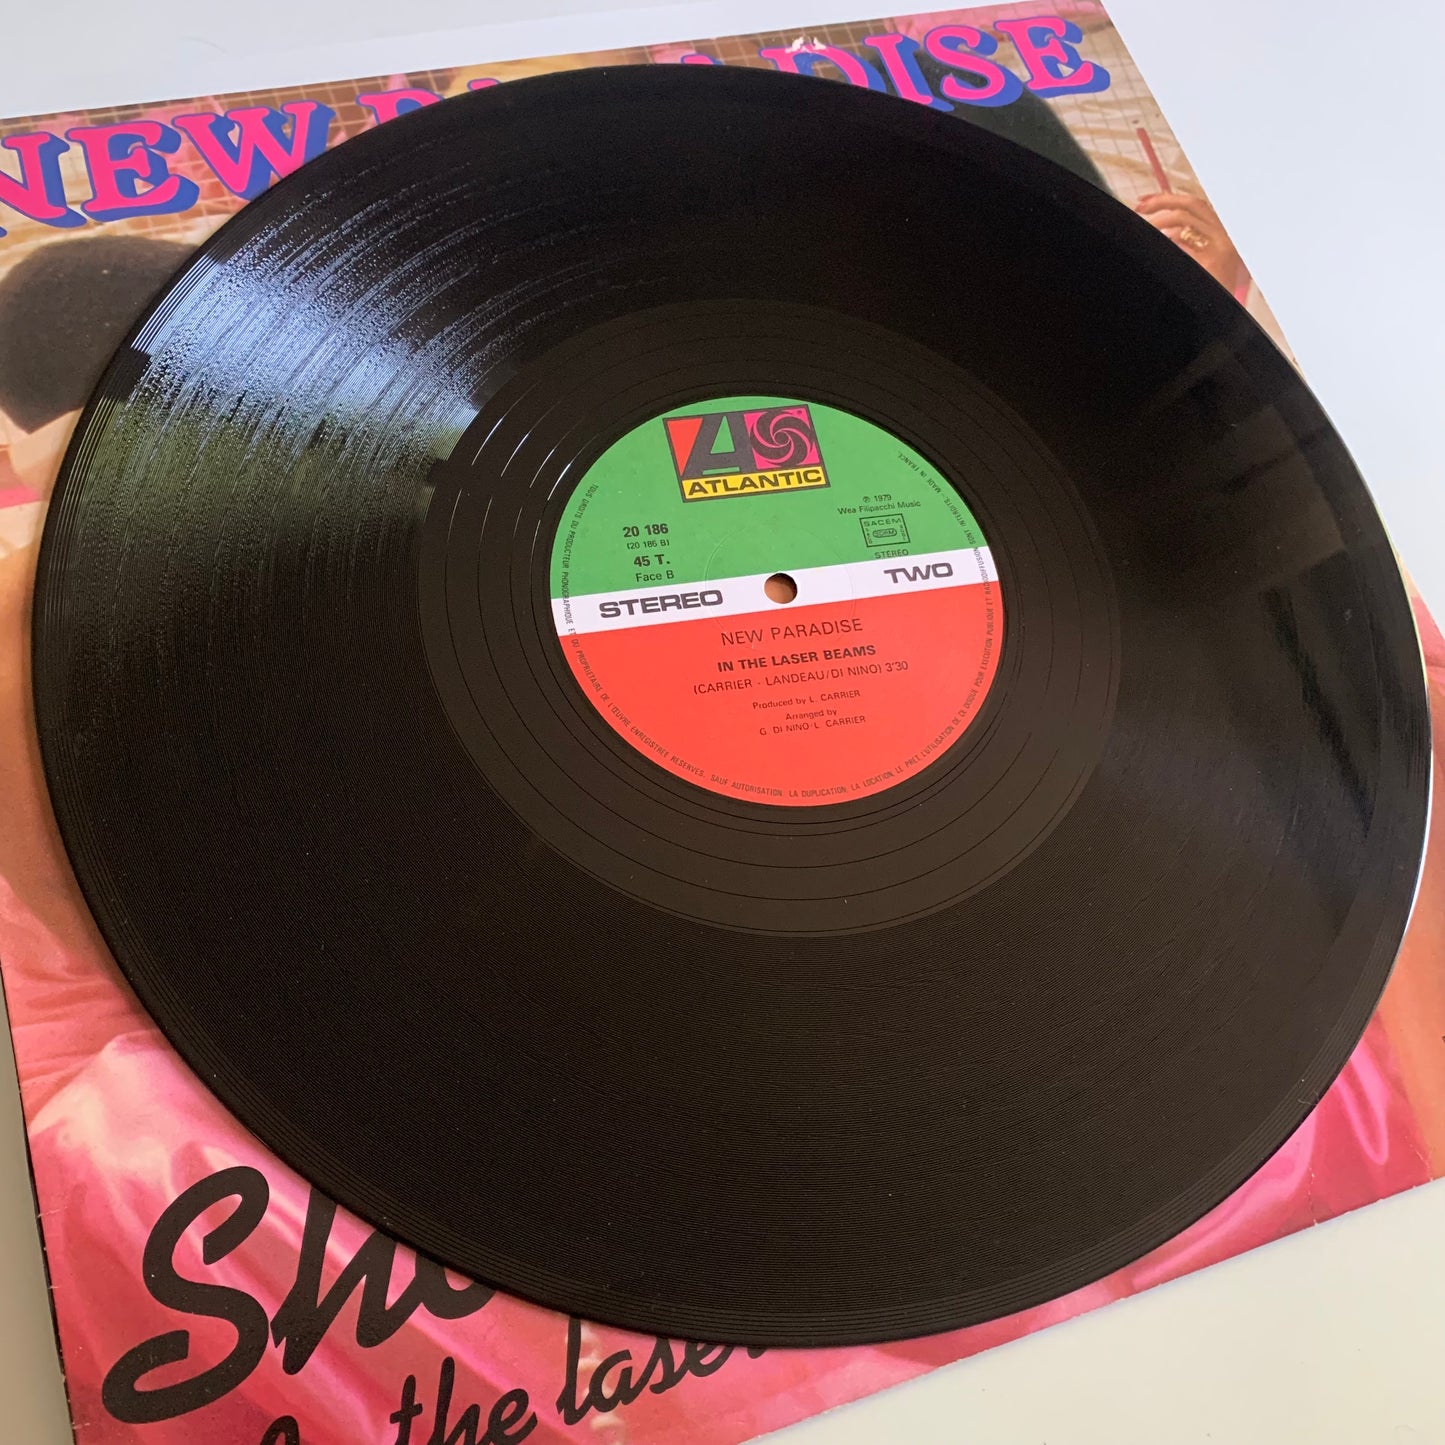 NEW PARADISE
ATLANTIC
20 186
(20 186 B)
45 T.
Face B
℗ 1979
Wea Filipacchi Music
SACEM
STEREO
STEREO
TWO
NEW PARADISE
IN THE LASER BEAMS
(CARRIER - LANDEAU/DI NINO) 3'30
Produced by L. CARRIER
Arranged by
G. DI NINO-L. CARRIER
TOUS DROITS DU PRODUCTEUR PHONOGRAPHIQUE ET DU PROPRIETAIRE DE L'ŒUVRE ENREGISTREE RESERVES. SAUF AUTORISATION LA DUPLICATION, LA LOCATION, LE PRET, L'UTILISATION DE CE DISQUE POUR EXECUTION PUBLIQUE ET RADIODIFFUSION SONT INTERDITS. MADE IN FRANCE.
the laser